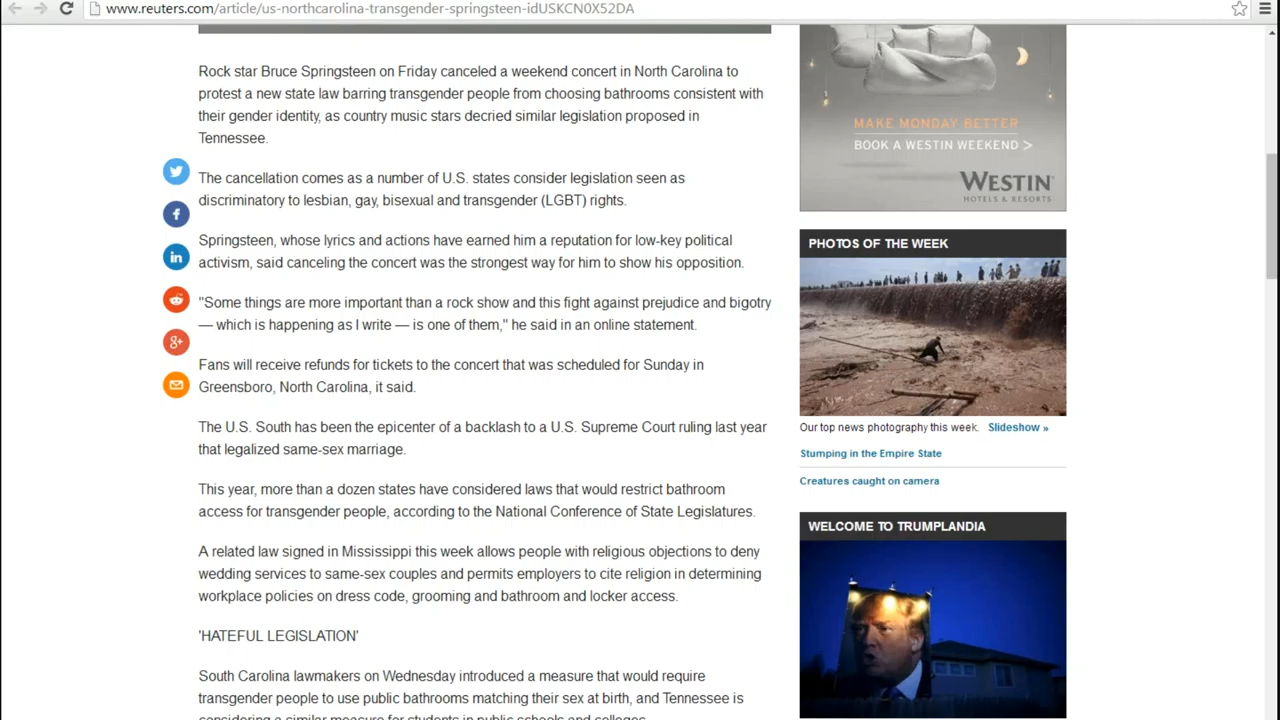 www.reuters.com/article/us-northcarolina-transgender-springsteen-idUSKCN0X52DA
Rock star Bruce Springsteen on Friday canceled a weekend concert in North Carolina to
protest a new state law barring transgender people from choosing bathrooms consistent with
their gender identity, as country music stars decried similar legislation proposed in
Tennessee.
The cancellation comes as a number of U.S. states consider legislation seen as
discriminatory to lesbian, gay, bisexual and transgender (LGBT) rights.
Springsteen, whose lyrics and actions have earned him a reputation for low-key political
activism, said canceling the concert was the strongest way for him to show his opposition.
"Some things are more important than a rock show and this fight against prejudice and bigotry
— which is happening as I write — is one of them," he said in an online statement.
Fans will receive refunds for tickets to the concert that was scheduled for Sunday in
Greensboro, North Carolina, it said.
The U.S. South has been the epicenter of a backlash to a U.S. Supreme Court ruling last year
that legalized same-sex marriage.
This year, more than a dozen states have considered laws that would restrict bathroom
access for transgender people, according to the National Conference of State Legislatures.
A related law signed in Mississippi this week allows people with religious objections to deny
wedding services to same-sex couples and permits employers to cite religion in determining
workplace policies on dress code, grooming and bathroom and locker access.
'HATEFUL LEGISLATION'
South Carolina lawmakers on Wednesday introduced a measure that would require
transgender people to use public bathrooms matching their sex at birth, and Tennessee is
considering a similar measure for students in public schools and colleges.
in
g+
MAKE MONDAY BETTER
BOOK A WESTIN WEEKEND >
WESTIN
HOTELS & RESORTS
PHOTOS OF THE WEEK
Our top news photography this week. Slideshow »
Stumping in the Empire State
Creatures caught on camera
WELCOME TO TRUMPLANDIA